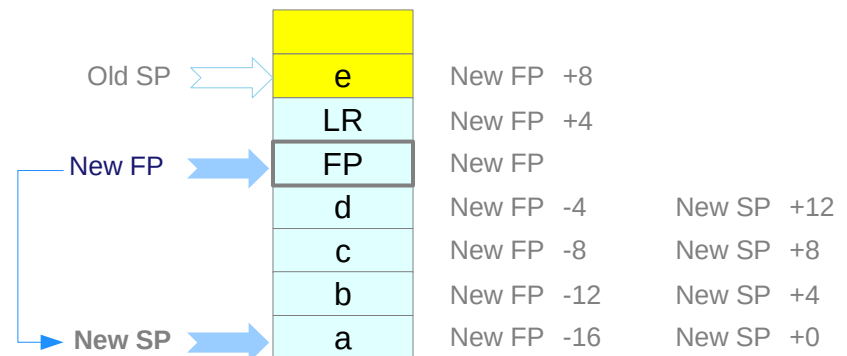 Old SP e New FP +8
LR New FP +4
New FP FP New FP
d New FP -4 New SP +12
c New FP -8 New SP +8
b New FP -12 New SP +4
New SP a New FP -16 New SP +0